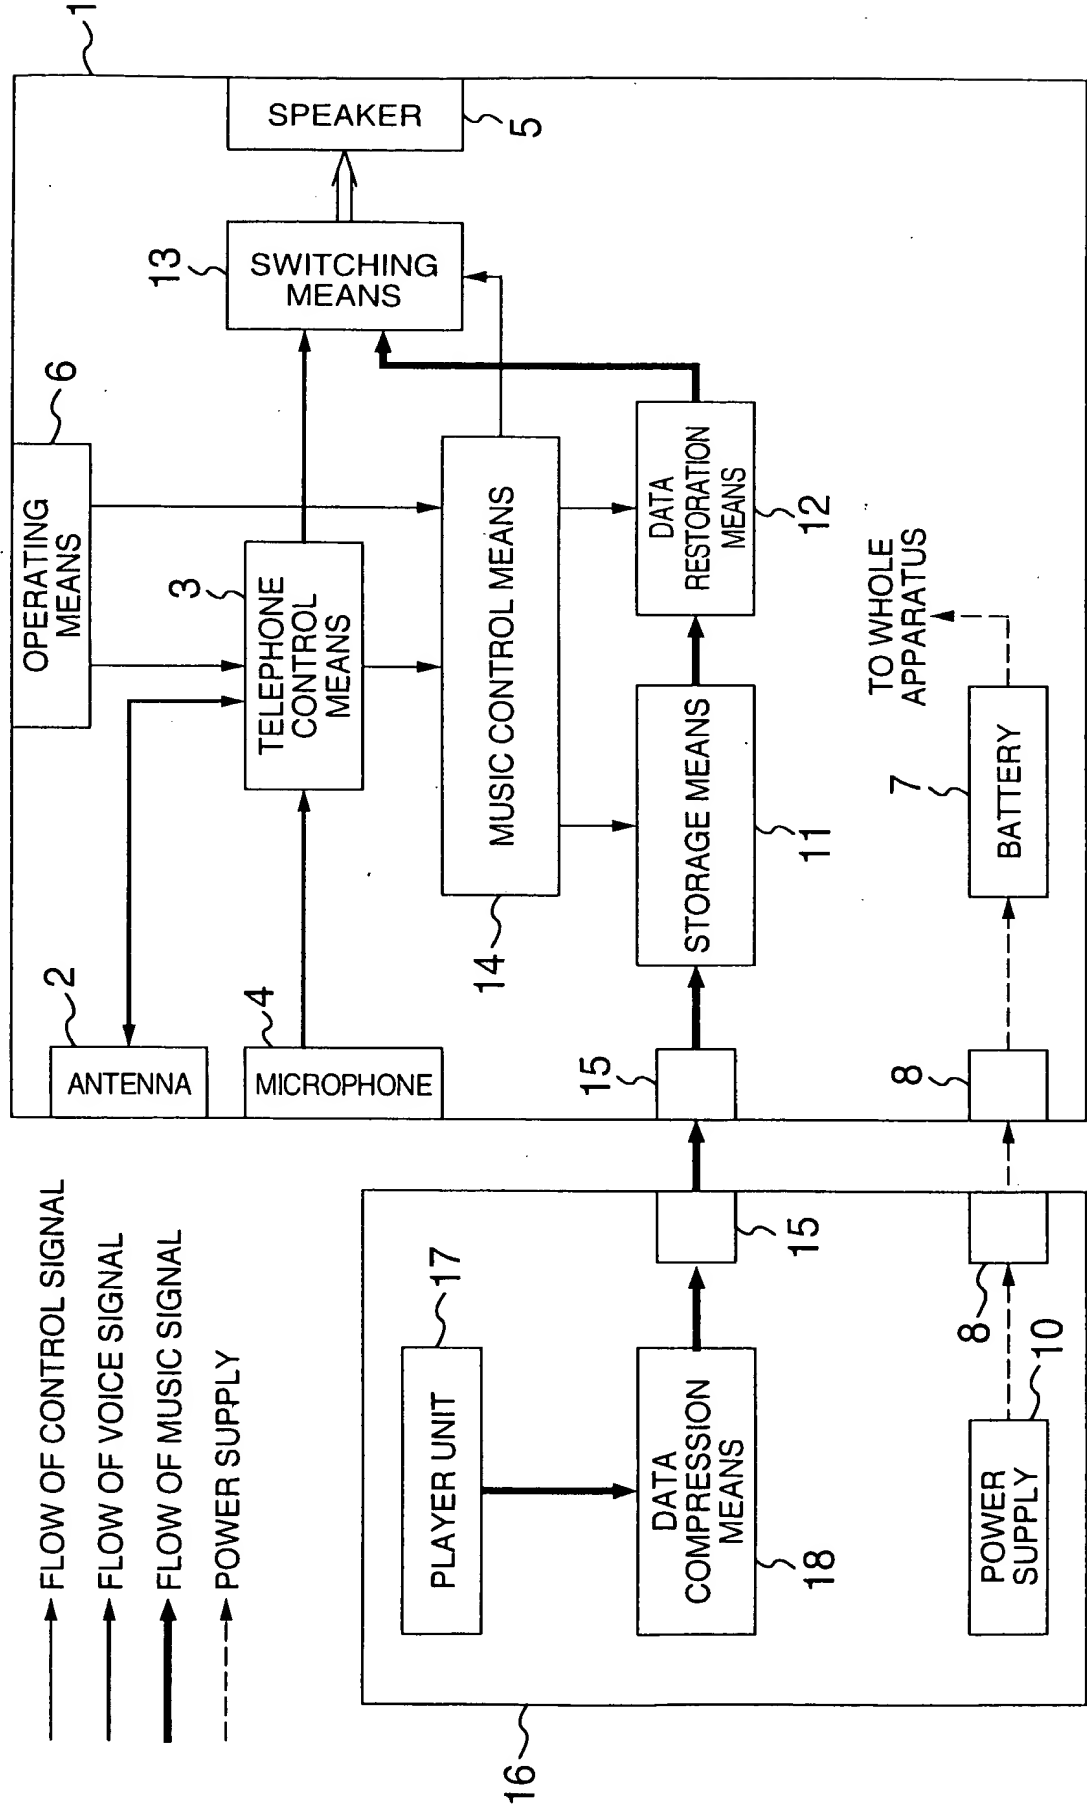 FLOW OF CONTROL SIGNAL
FLOW OF VOICE SIGNAL
FLOW OF MUSIC SIGNAL
POWER SUPPLY
1
2
ANTENNA
4
MICROPHONE
OPERATING
MEANS
6
3
TELEPHONE
CONTROL
MEANS
13
SWITCHING
MEANS
SPEAKER
5
14
MUSIC CONTROL MEANS
16
PLAYER UNIT
17
DATA
COMPRESSION
MEANS
18
15
15
STORAGE MEANS
11
DATA
RESTORATION
MEANS
12
POWER
SUPPLY
10
8
8
7
BATTERY
TO WHOLE
APPARATUS